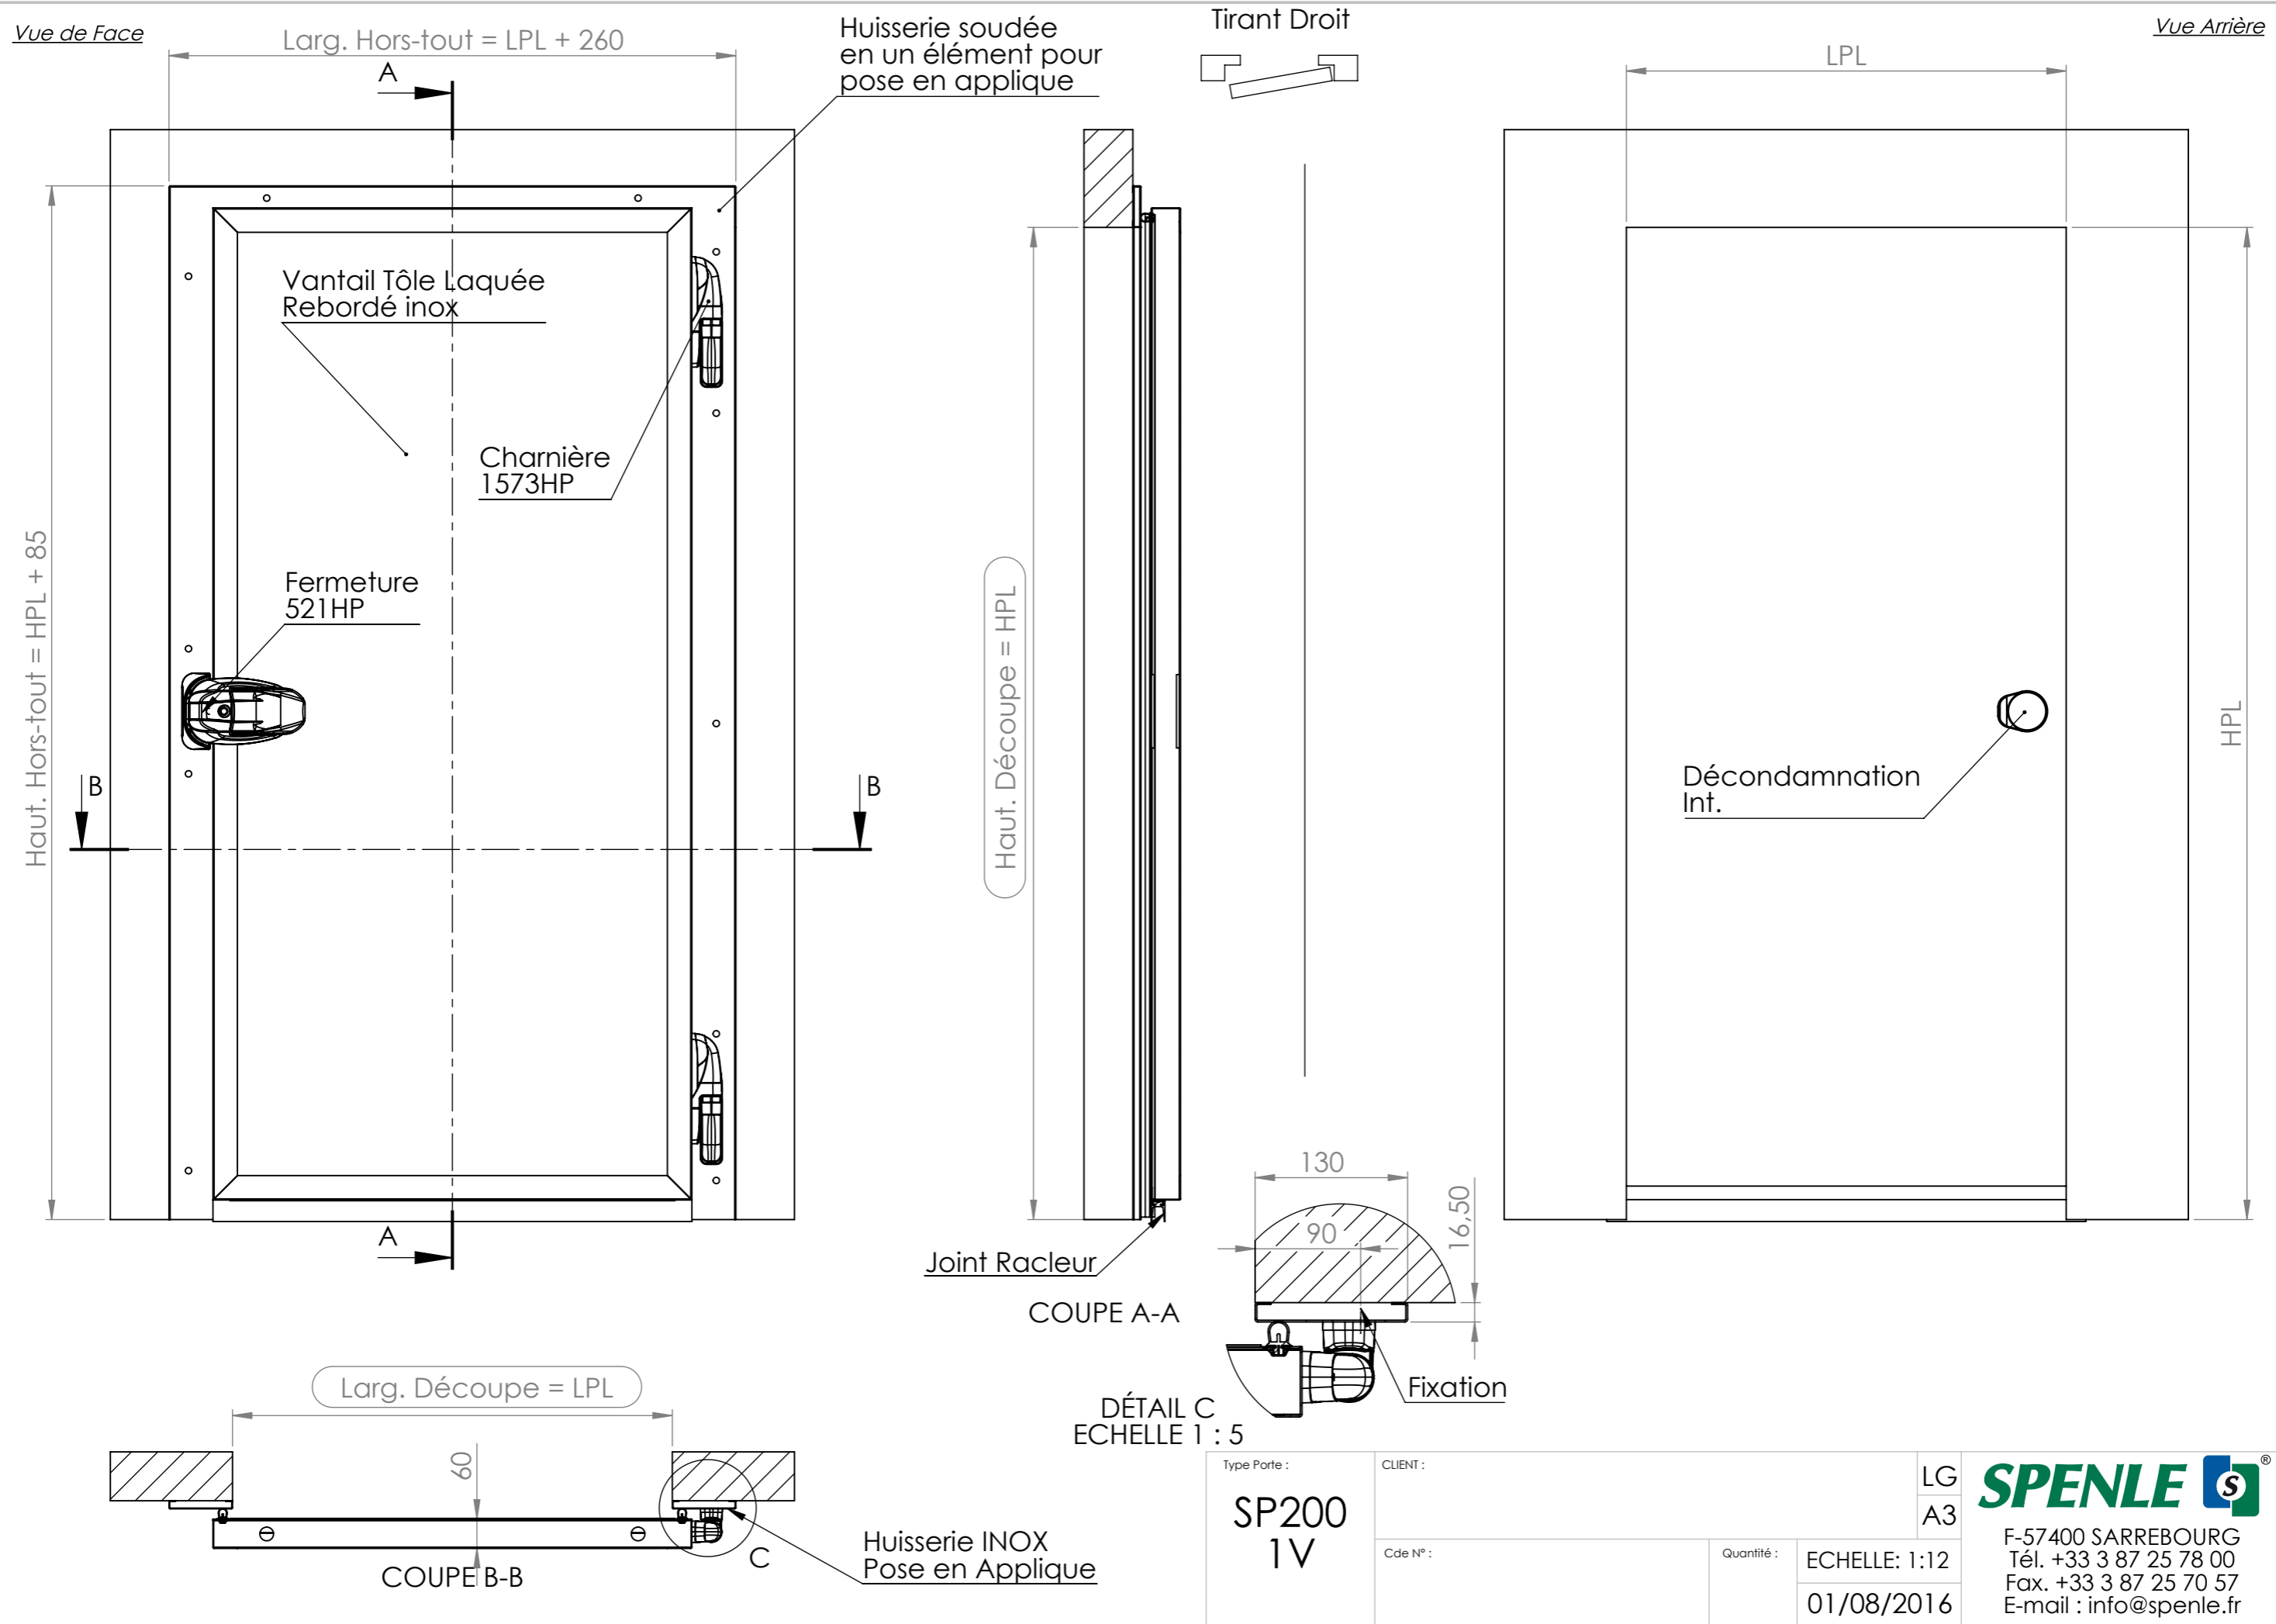 Vue de Face
Larg. Hors-tout = LPL + 260
A
Huisserie soudée
en un élément pour
pose en applique
Tirant Droit
Vue Arrière
LPL
Vantail Tôle Laquée
Rebordé inox
Charnière
1573HP
Fermeture
521HP
Haut. Hors-tout = HPL + 85
B
B
A
Haut. Découpe = HPL
Joint Racleur
COUPE A-A
Décondamnation
Int.
HPL
130
90
16,50
Fixation
DÉTAIL C
ECHELLE 1 : 5
Larg. Découpe = LPL
60
COUPE B-B
C
Huisserie INOX
Pose en Applique
Type Porte :
SP200
1V
CLIENT :
Cde N° :
Quantité :
LG
A3
ECHELLE: 1:12
01/08/2016
SPENLE S ®
F-57400 SARREBOURG
Tél. +33 3 87 25 78 00
Fax. +33 3 87 25 70 57
E-mail : info@spenle.fr